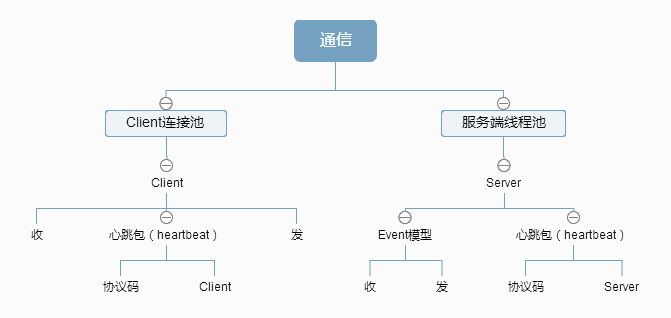 通信
Client连接池
服务端线程池
Client
Server
收
心跳包（heartbeat）
发
Event模型
心跳包（heartbeat）
协议码
Client
收
发
协议码
Server